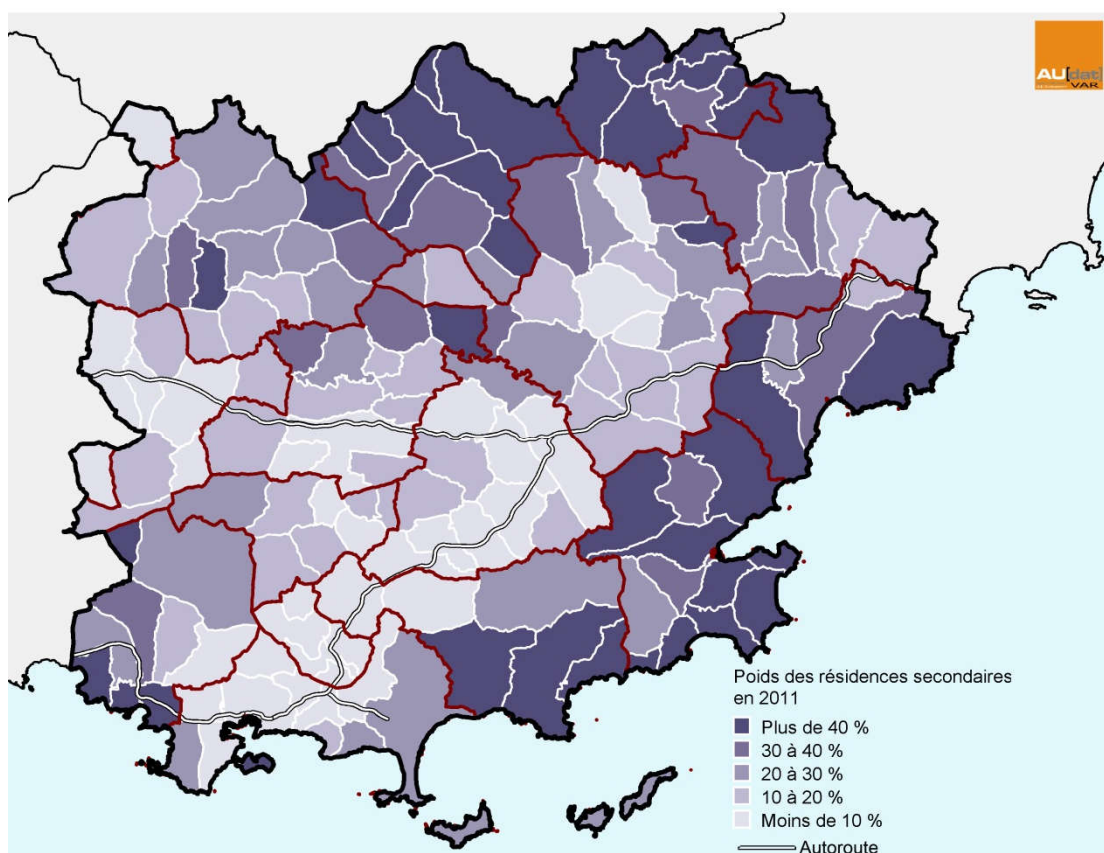 AU[dat]
VAR
Poids des résidences secondaires
en 2011
Plus de 40 %
30 à 40 %
20 à 30 %
10 à 20 %
Moins de 10 %
Autoroute